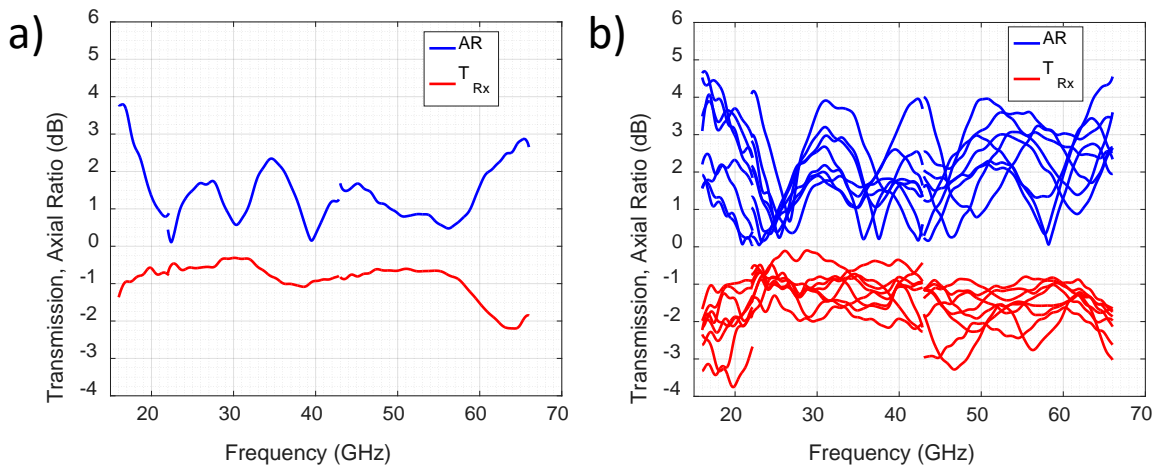 a)
Transmission, Axial Ratio (dB)
6
5
4
3
2
1
0
-1
-2
-3
-4
AR
T
Rx
20
30
40
50
60
70
Frequency (GHz)
b)
Transmission, Axial Ratio (dB)
6
5
4
3
2
1
0
-1
-2
-3
-4
AR
T
Rx
20
30
40
50
60
70
Frequency (GHz)